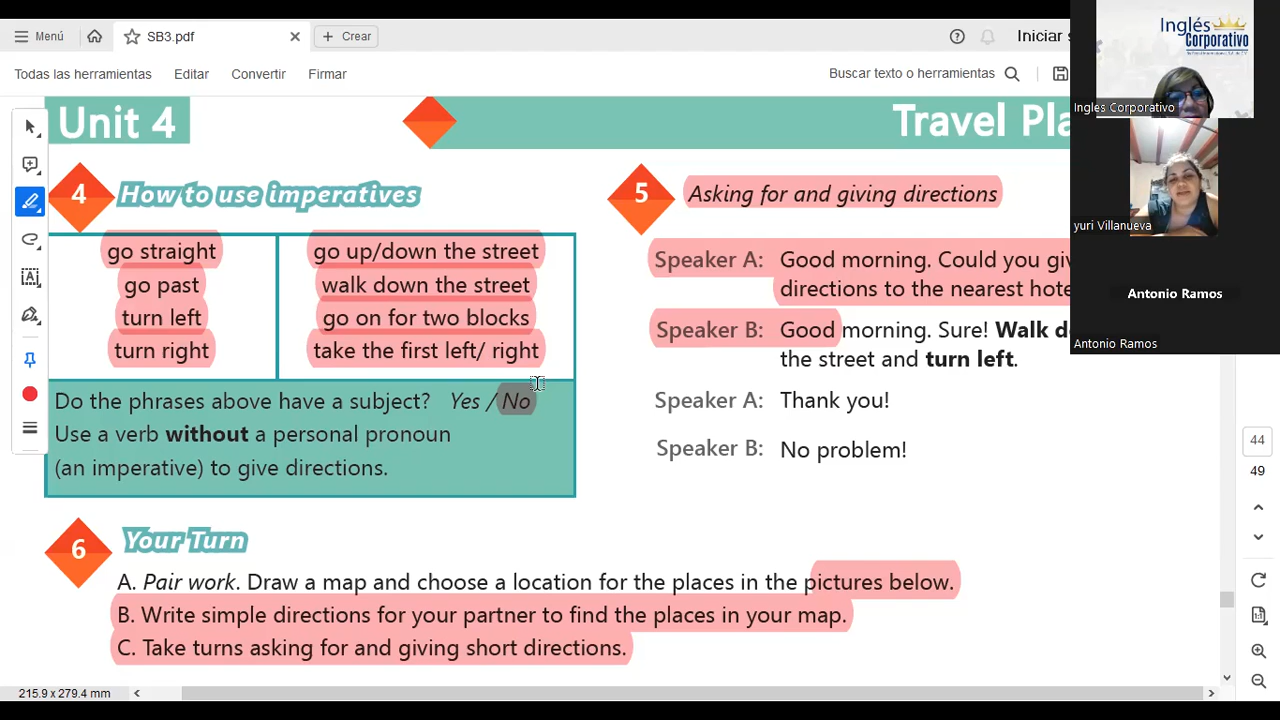 Menú
SB3.pdf
Crear
Iniciar s
Todas las herramientas
Editar
Convertir
Firmar
Buscar texto o herramientas
Inglés
Corporativo
Ingles Corporativo
Unit 4
Travel Pla
4
How to use imperatives
go straight
go past
turn left
turn right
go up/down the street
walk down the street
go on for two blocks
take the first left/ right
Do the phrases above have a subject? Yes / No
Use a verb without a personal pronoun
(an imperative) to give directions.
5
Asking for and giving directions
Speaker A: Good morning. Could you giv
directions to the nearest hote
Speaker B: Good morning. Sure! Walk do
the street and turn left.
Speaker A: Thank you!
Speaker B: No problem!
yuri Villanueva
Antonio Ramos
Antonio Ramos
44
49
6
Your Turn
A. Pair work. Draw a map and choose a location for the places in the pictures below.
B. Write simple directions for your partner to find the places in your map.
C. Take turns asking for and giving short directions.
215.9 x 279.4 mm